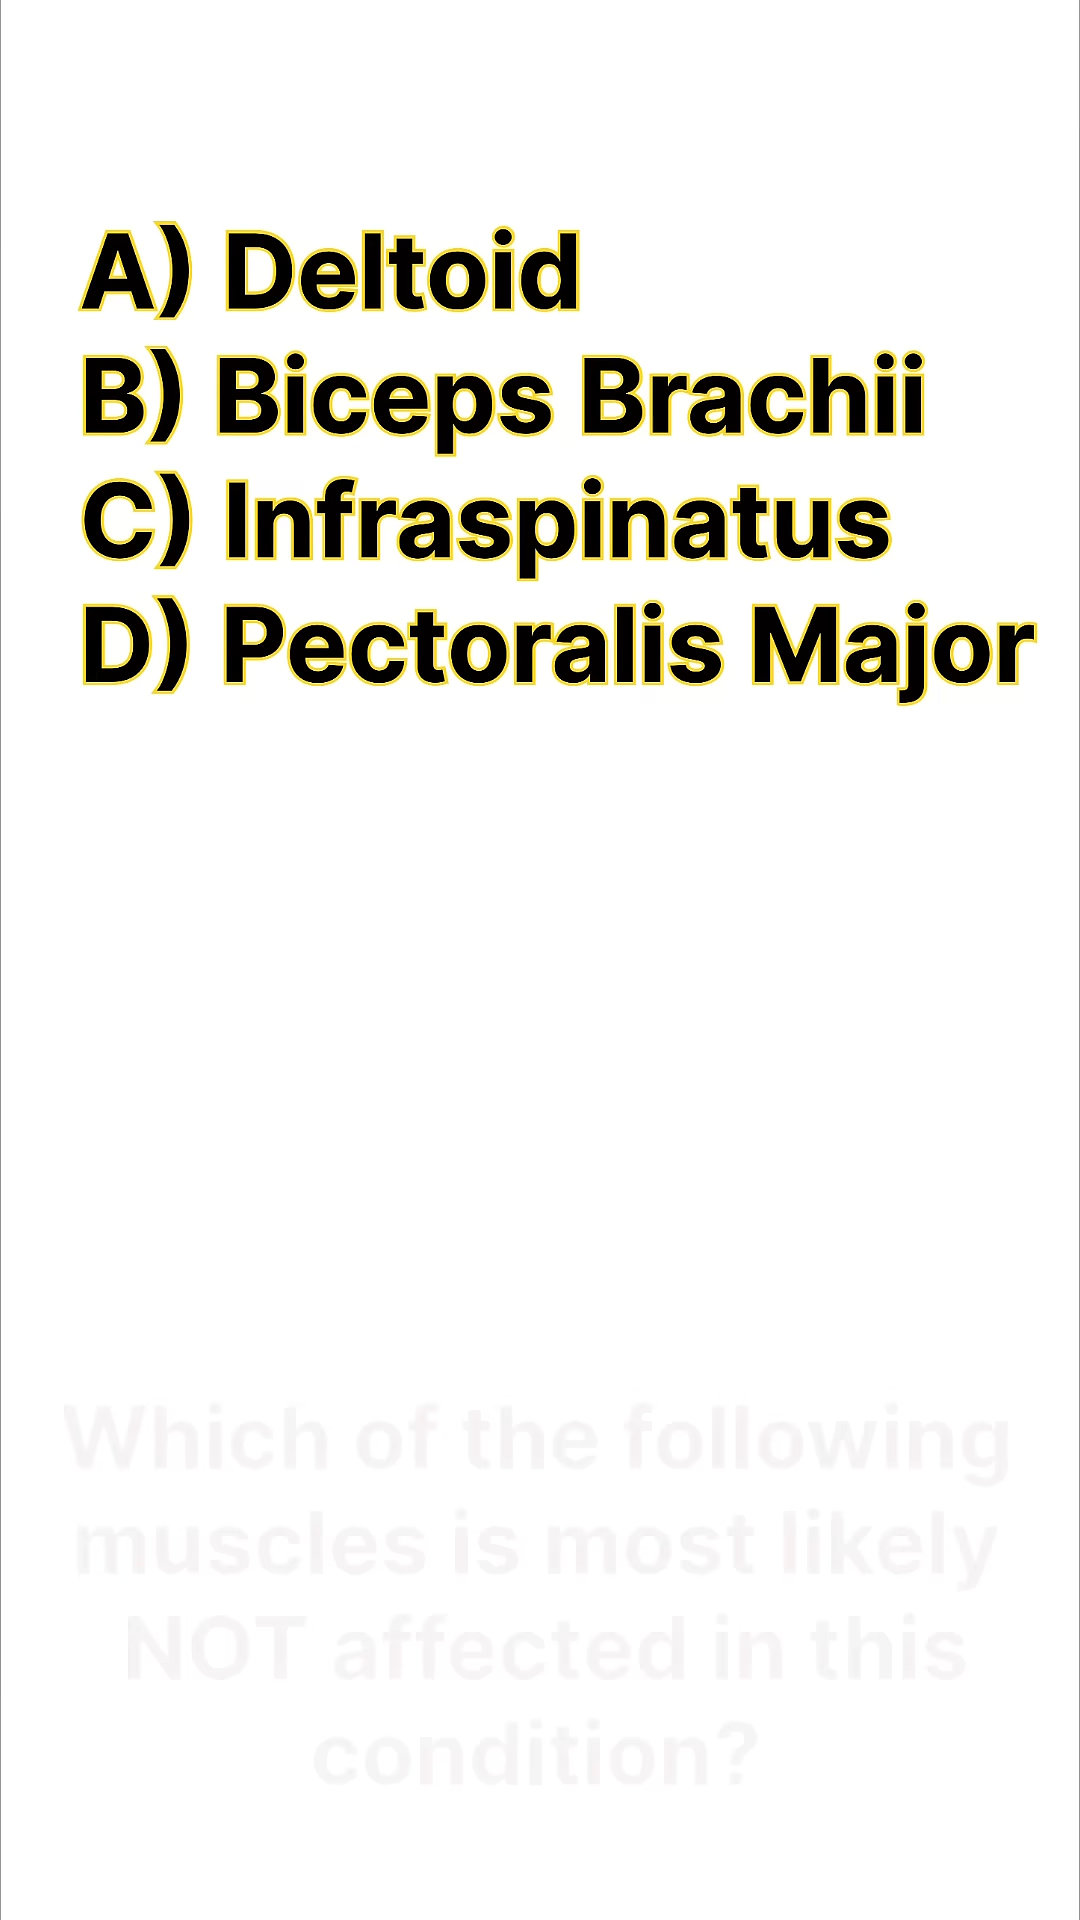 A) Deltoid
B) Biceps Brachii
C) Infraspinatus
D) Pectoralis Major
Which of the following
muscles is most likely
NOT affected in this
condition?